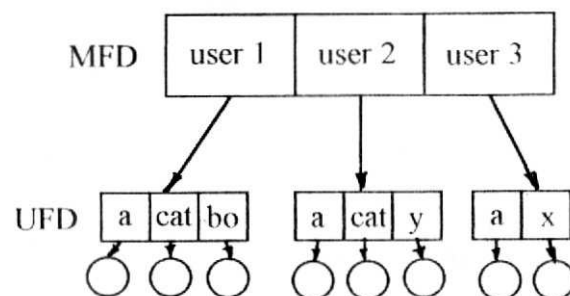 MFD user 1 user 2 user 3
UFD a cat bo a cat y a x